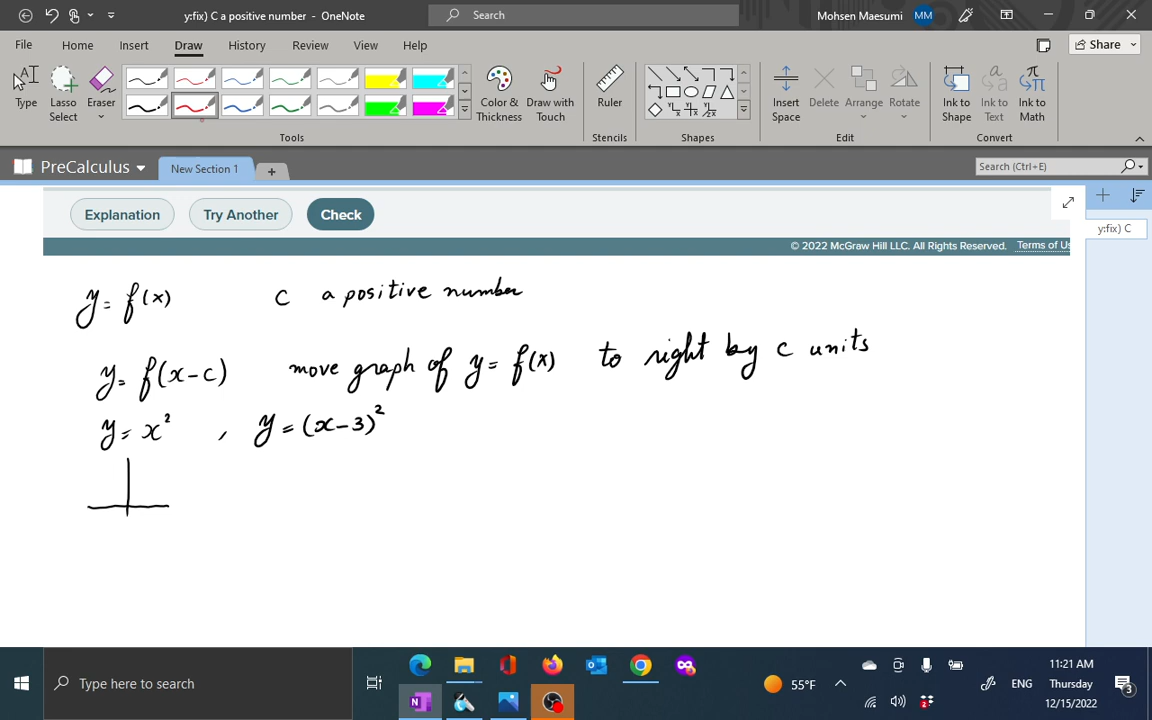 y:fix) C a positive number - OneNote
Search
Mohsen Maesumi MM
File Home Insert Draw History Review View Help
Share
Type
Lasso Select
Eraser
Color & Thickness
Draw with Touch
Ruler
Insert Space
Delete
Arrange
Rotate
Ink to Shape
Ink to Text
Ink to Math
Tools
Stencils
Shapes
Edit
Convert
PreCalculus New Section 1 +
Search (Ctrl+E)
Explanation Try Another Check
y:fix) C
© 2022 McGraw Hill LLC. All Rights Reserved. Terms of Us
y = f(x) C a positive number
y = f(x-c) move graph of y = f(x) to right by c units
y = x² , y = (x-3)²
Type here to search
55°F
ENG
11:21 AM
Thursday
12/15/2022
3